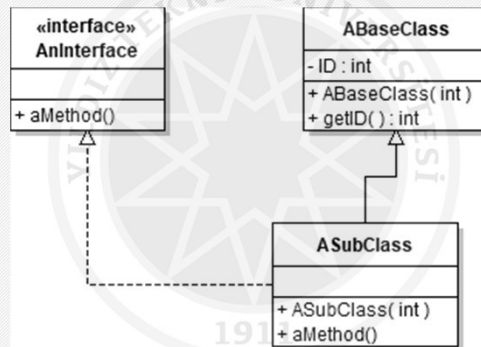 «interface»
AnInterface
+ aMethod()
ABaseClass
- ID : int
+ ABaseClass( int )
+ getID( ) : int
ASubClass
+ ASubClass( int )
+ aMethod()